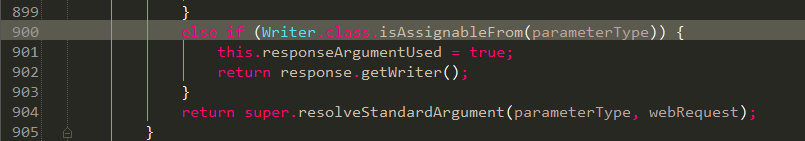 899 }
900 else if (Writer.class.isAssignableFrom(parameterType)) {
901 this.responseArgumentUsed = true;
902 return response.getWriter();
903 }
904 return super.resolveStandardArgument(parameterType, webRequest);
905 }